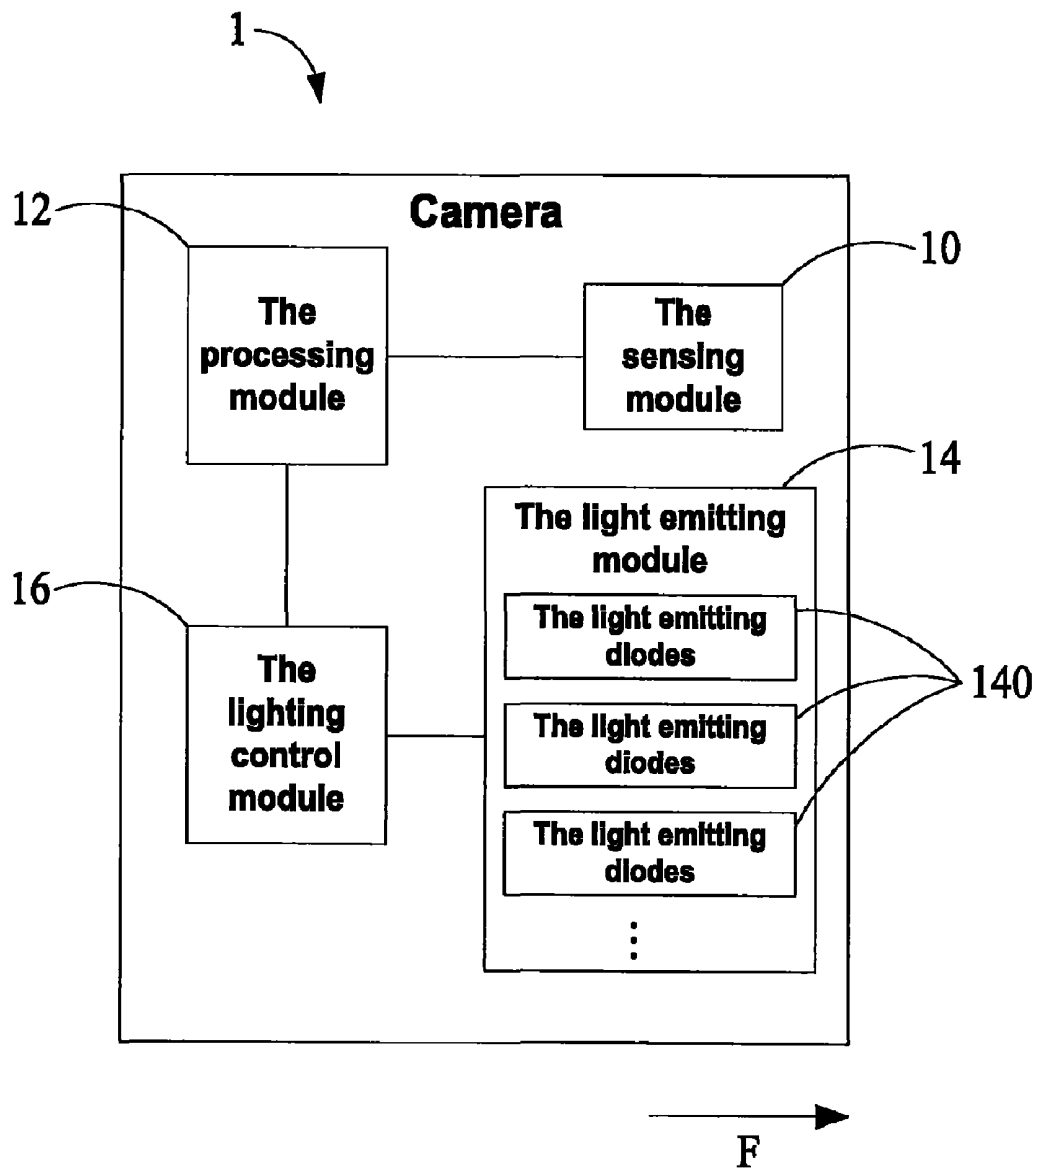 1
Camera
12
The
processing
module
10
The
sensing
module
14
The light emitting
module
16
The
lighting
control
module
The light emitting
diodes
The light emitting
diodes
The light emitting
diodes
140
F